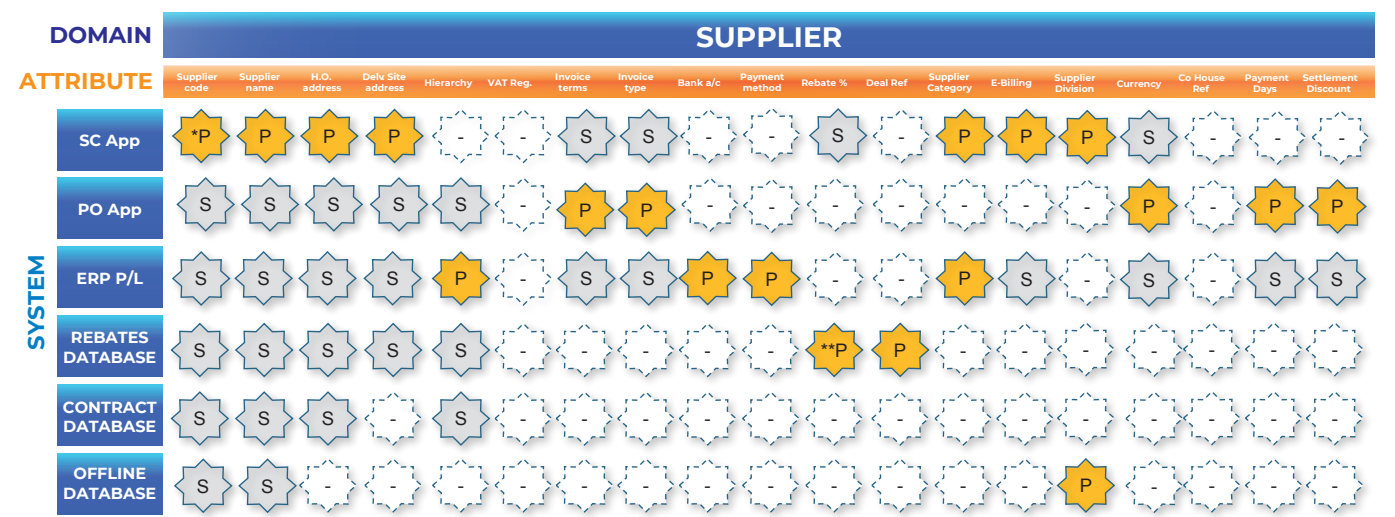 DOMAIN SUPPLIER
ATTRIBUTE Supplier code Supplier name H.O. address Delv. Site address Hierarchy VAT Reg. Invoice terms Invoice type Bank a/c Payment method Rebate % Deal Ref Supplier Category E-Billing Supplier Division Currency Co House Ref Payment Days Settlement Discount
SYSTEM
SC App *P P P P - - S S - - S - P P P S - - -
PO App S S S S S - P P - - - - - - - P - P P
ERP P/L S S S S P - S S P P - - P S - S - S S
REBATES DATABASE S S S S S - - - - - **P P - - - - - - -
CONTRACT DATABASE S S S - S - - - - - - - - - - - - - -
OFFLINE DATABASE S S - - - - - - - - - - - - P - - - -